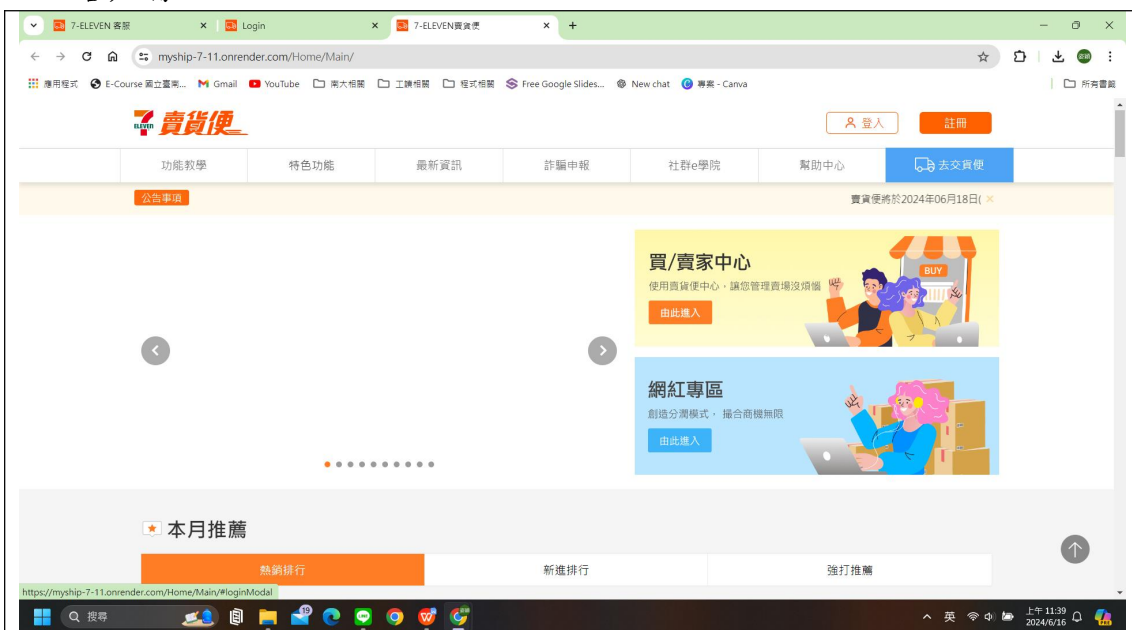 7-ELEVEN 客服
Login
7-ELEVEN賣貨便
myship-7-11.onrender.com/Home/Main/
應用程式
E-Course 國立臺南...
Gmail
YouTube
南大相關
工讀相關
程式相關
Free Google Slides...
New chat
專案 - Canva
所有書籤
ELEVEN 賣貨便
登入
註冊
功能教學
特色功能
最新資訊
詐騙申報
社群e學院
幫助中心
去交貨便
公告事項
賣貨便將於2024年06月18日(
買/賣家中心
使用賣貨便中心，讓您管理賣場沒煩惱
由此進入
BUY
網紅專區
創造分潤模式， 撮合商機無限
由此進入
本月推薦
熱銷排行
新進排行
強打推薦
https://myship-7-11.onrender.com/Home/Main/#loginModal
搜尋
19
英
上午 11:39
2024/6/16